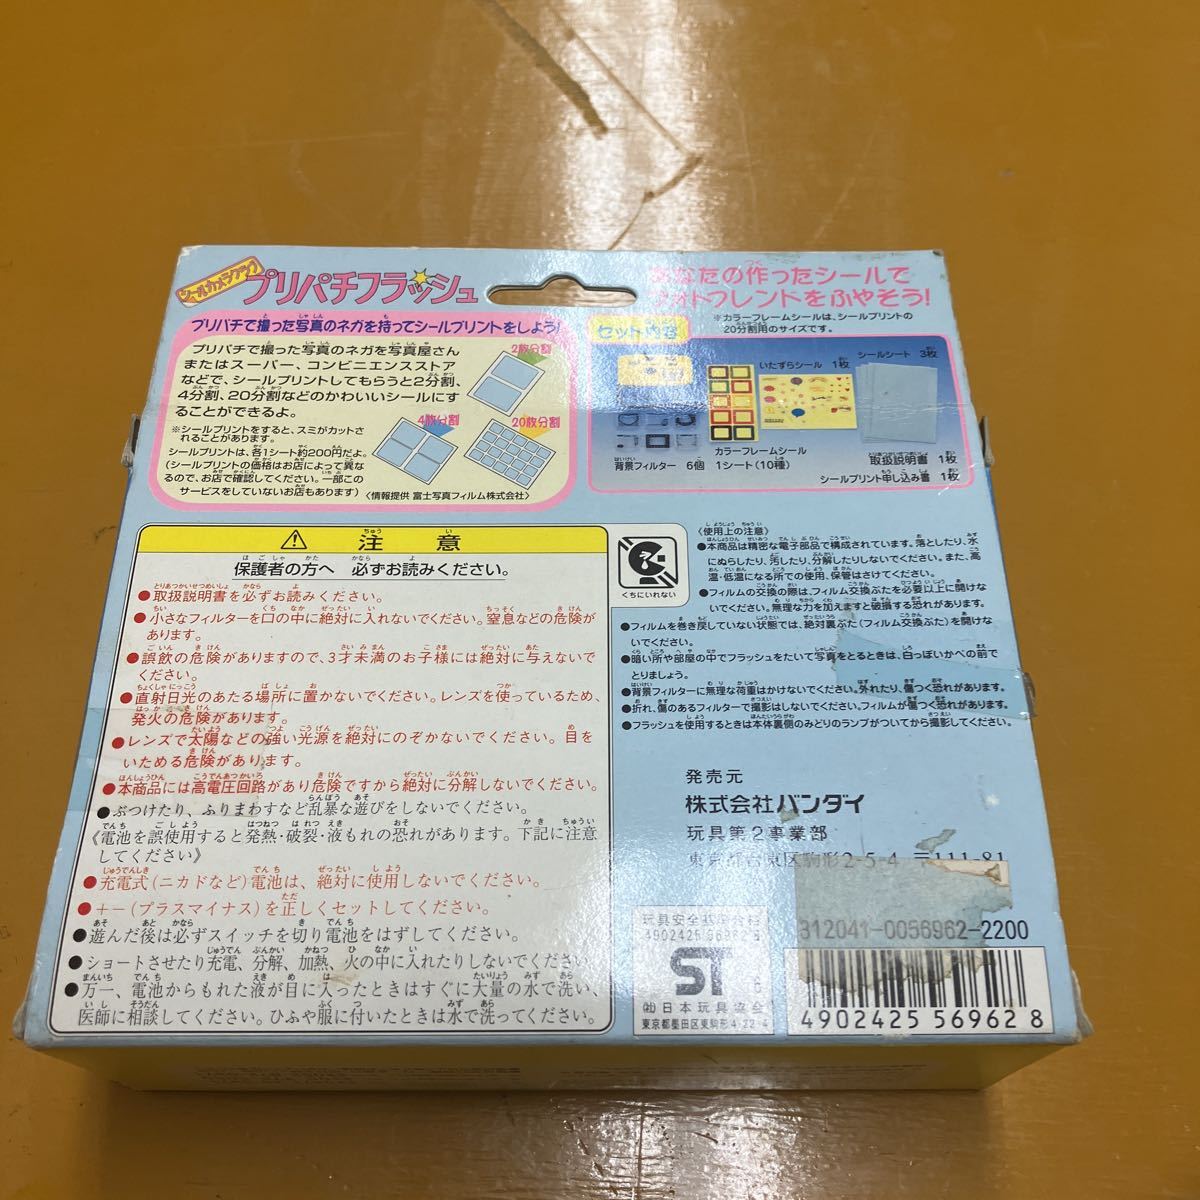 シールカメラクラブ
プリパチフラッシュ
プリパチで撮った写真のネガを持ってシールプリントをしよう!
プリパチで撮った写真のネガを写真屋さん
またはスーパー、コンビニエンスストア
などで、シールプリントしてもらうと2分割、
4分割、20分割などのかわいいシールにす
ることができるよ。
※シールプリントをすると、スミがカットさ
れることがあります。
シールプリントは、各1シート約200円だよ。
(シールプリントの価格はお店によって異な
るので、お店で確認してください。一部この
サービスをしていないお店もあります)
〈情報提供 富士写真フィルム株式会社〉
2枚分割
4枚分割
20枚分割
あなたの作ったシールで
フォトフレンドをふやそう!
※カラーフレームシールは、シールプリントの
20分割用のサイズです。
セット内容
いたずらシール 1枚
シールシート 3枚
背景フィルター 6個
カラーフレームシール
1シート(10種)
取扱説明書 1枚
シールプリント申し込み書 1枚
⚠ 注意
保護者の方へ 必ずお読みください。
●取扱説明書を必ずお読みください。
●小さなフィルターを口の中に絶対に入れないでください。窒息などの危険が
あります。
●誤飲の危険がありますので、3才未満のお子様には絶対に与えないで
ください。
●直射日光のあたる場所に置かないでください。レンズを使っているため、
発火の危険があります。
●レンズで太陽などの強い光源を絶対にのぞかないでください。目を
いためる危険があります。
●本商品には高電圧回路があり危険ですから絶対に分解しないでください。
●ぶつけたり、ふりまわすなど乱暴な遊びをしないでください。
《電池を誤使用すると発熱・破裂・液もれの恐れがあります。下記に注意
してください》
●充電式(ニカドなど)電池は、絶対に使用しないでください。
●+-(プラスマイナス)を正しくセットしてください。
●遊んだ後は必ずスイッチを切り電池をはずしてください。
●ショートさせたり充電、分解、加熱、火の中に入れたりしないでください。
●万一、電池からもれた液が目に入ったときはすぐに大量の水で洗い、
医師に相談してください。ひふや服に付いたときは水で洗ってください。
くちにいれない
〈使用上の注意〉
●本商品は精密な電子部品で構成されています。落としたり、水
にぬらしたり、汚したり、分解したりしないでください。また、高
温・低温になる所での使用、保管はさけてください。
●フィルムの交換の際は、フィルム交換ぶたを必要以上に開けな
いでください。無理な力を加えますと破損する恐れがあります。
●フィルムを巻き戻していない状態では、絶対裏ぶた(フィルム交換ぶた)を開けな
いでください。
●暗い所や部屋の中でフラッシュをたいて写真をとるときは、白っぽいかべの前で
とりましょう。
●背景フィルターに無理な荷重はかけないでください。外れたり、傷つく恐れがあります。
●折れ、傷のあるフィルターで撮影はしないでください。フィルムが傷つく恐れがあります。
●フラッシュを使用するときは本体裏側のみどりのランプがついてから撮影してください。
発売元
株式会社バンダイ
玩具第2事業部
東京都台東区駒形2-5-4 〒111-81
玩具安全基準合格
4902425 56962 8
ST
6
(社)日本玩具協会
東京都墨田区東駒形4-22-4
312041-0056962-2200
4902425 569628